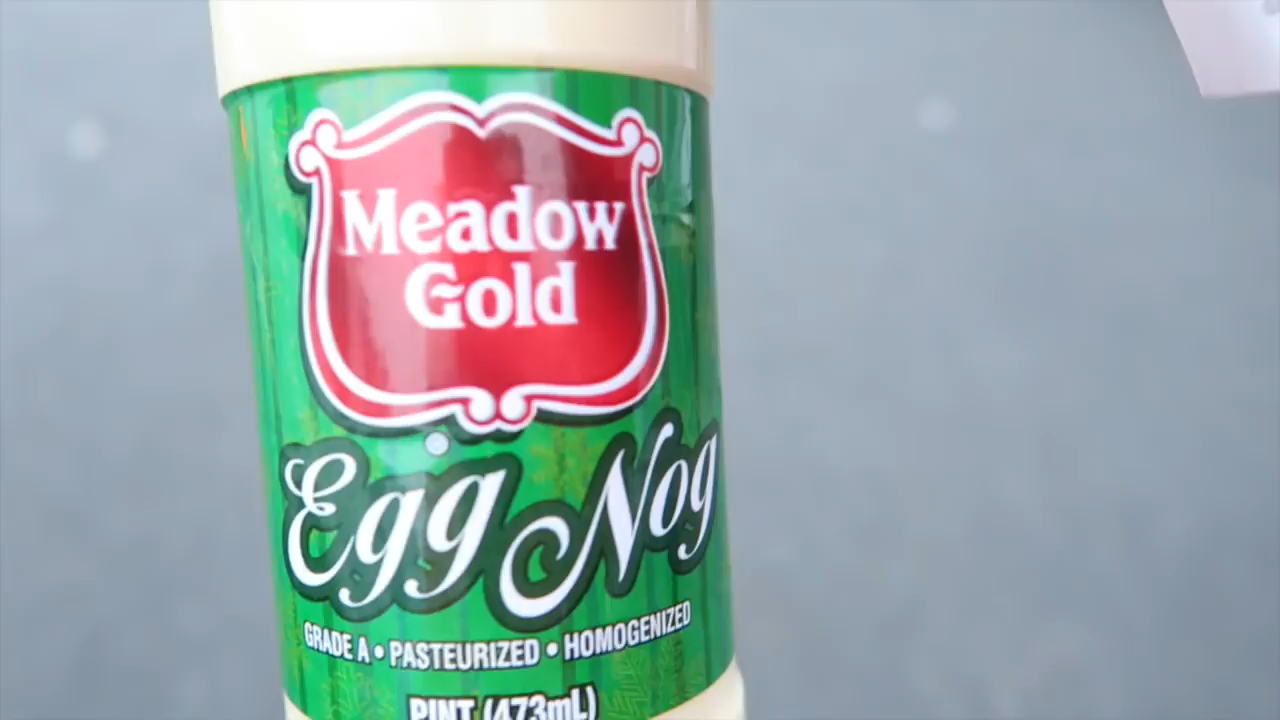 Meadow
Gold
Egg Nog
GRADE A • PASTEURIZED • HOMOGENIZED
PINT (473mL)